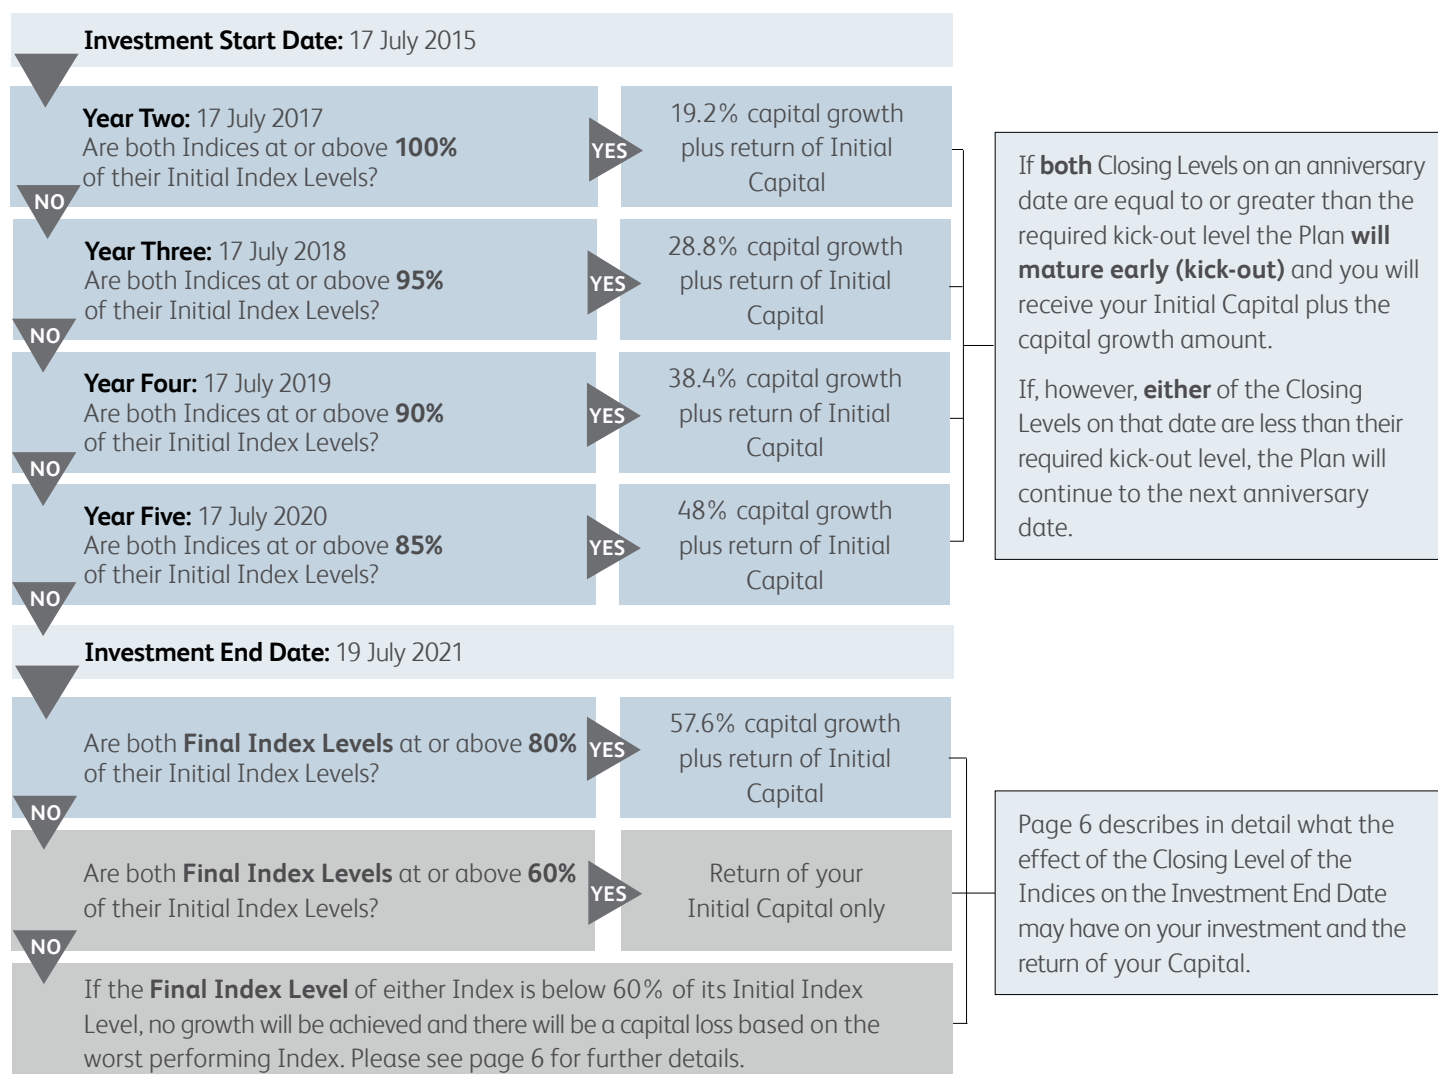 Investment Start Date: 17 July 2015
Year Two: 17 July 2017
Are both Indices at or above 100%
of their Initial Index Levels?
YES
19.2% capital growth
plus return of Initial
Capital
NO
Year Three: 17 July 2018
Are both Indices at or above 95%
of their Initial Index Levels?
YES
28.8% capital growth
plus return of Initial
Capital
NO
Year Four: 17 July 2019
Are both Indices at or above 90%
of their Initial Index Levels?
YES
38.4% capital growth
plus return of Initial
Capital
NO
Year Five: 17 July 2020
Are both Indices at or above 85%
of their Initial Index Levels?
YES
48% capital growth
plus return of Initial
Capital
NO
If both Closing Levels on an anniversary
date are equal to or greater than the
required kick-out level the Plan will
mature early (kick-out) and you will
receive your Initial Capital plus the
capital growth amount.
If, however, either of the Closing
Levels on that date are less than their
required kick-out level, the Plan will
continue to the next anniversary
date.
Investment End Date: 19 July 2021
Are both Final Index Levels at or above 80%
of their Initial Index Levels?
YES
57.6% capital growth
plus return of Initial
Capital
NO
Are both Final Index Levels at or above 60%
of their Initial Index Levels?
YES
Return of your
Initial Capital only
NO
If the Final Index Level of either Index is below 60% of its Initial Index
Level, no growth will be achieved and there will be a capital loss based on the
worst performing Index. Please see page 6 for further details.
Page 6 describes in detail what the
effect of the Closing Level of the
Indices on the Investment End Date
may have on your investment and the
return of your Capital.